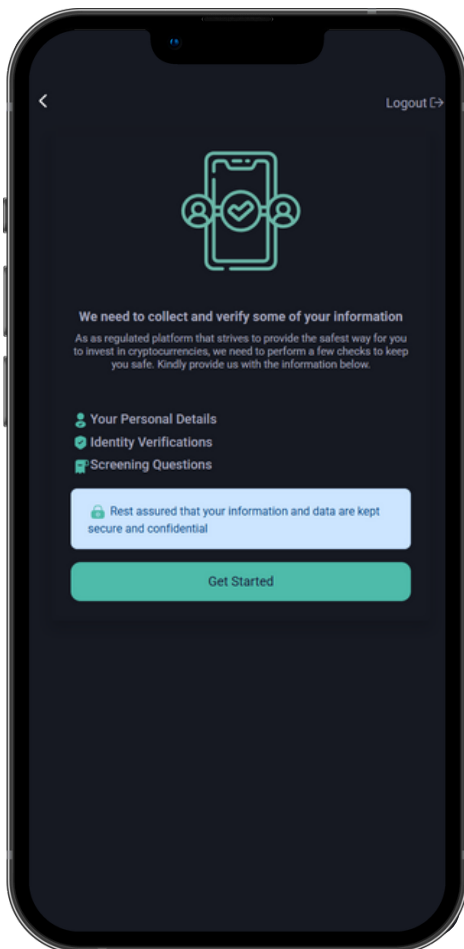 Logout
We need to collect and verify some of your information
As as regulated platform that strives to provide the safest way for you
to invest in cryptocurrencies, we need to perform a few checks to keep
you safe. Kindly provide us with the information below.
Your Personal Details
Identity Verifications
Screening Questions
Rest assured that your information and data are kept
secure and confidential
Get Started